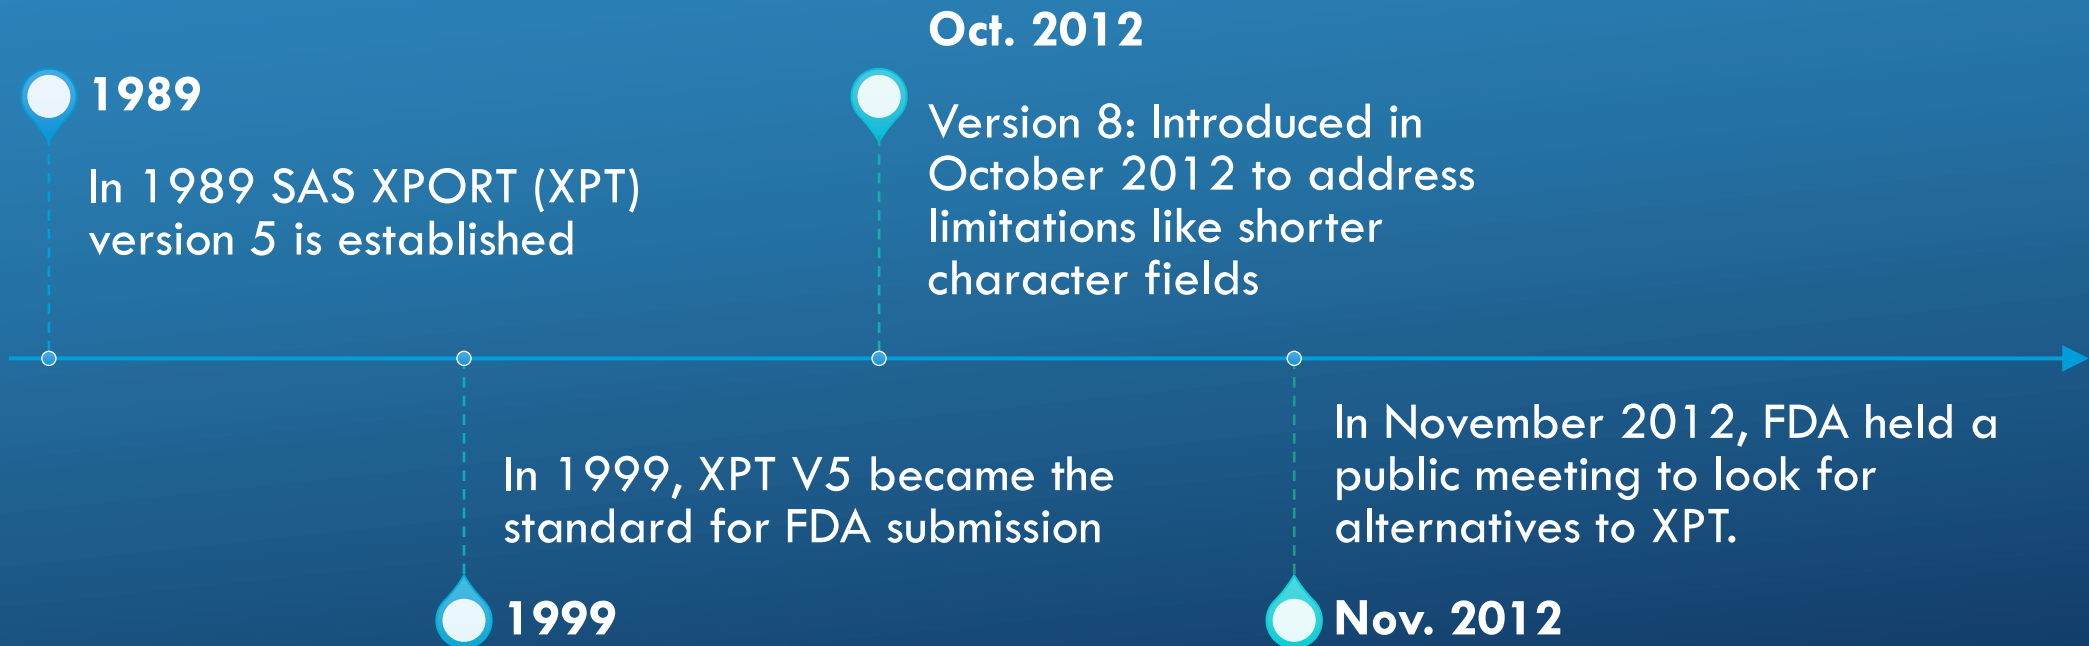 1989
In 1989 SAS XPORT (XPT)
version 5 is established
In 1999, XPT V5 became the
standard for FDA submission
1999
Oct. 2012
Version 8: Introduced in
October 2012 to address
limitations like shorter
character fields
In November 2012, FDA held a
public meeting to look for
alternatives to XPT.
Nov. 2012